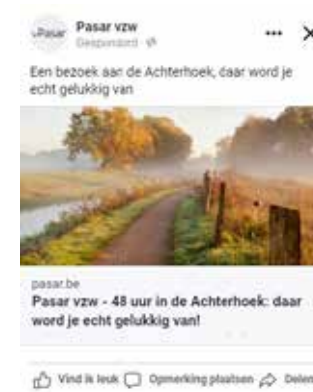 Pasar
Pasar vzw
Gesponsord
Een bezoek aan de Achterhoek, daar word je
echt gelukkig van
pasar.be
Pasar vzw - 48 uur in de Achterhoek: daar
word je echt gelukkig van!
Vind ik leuk Opmerking plaatsen Delen